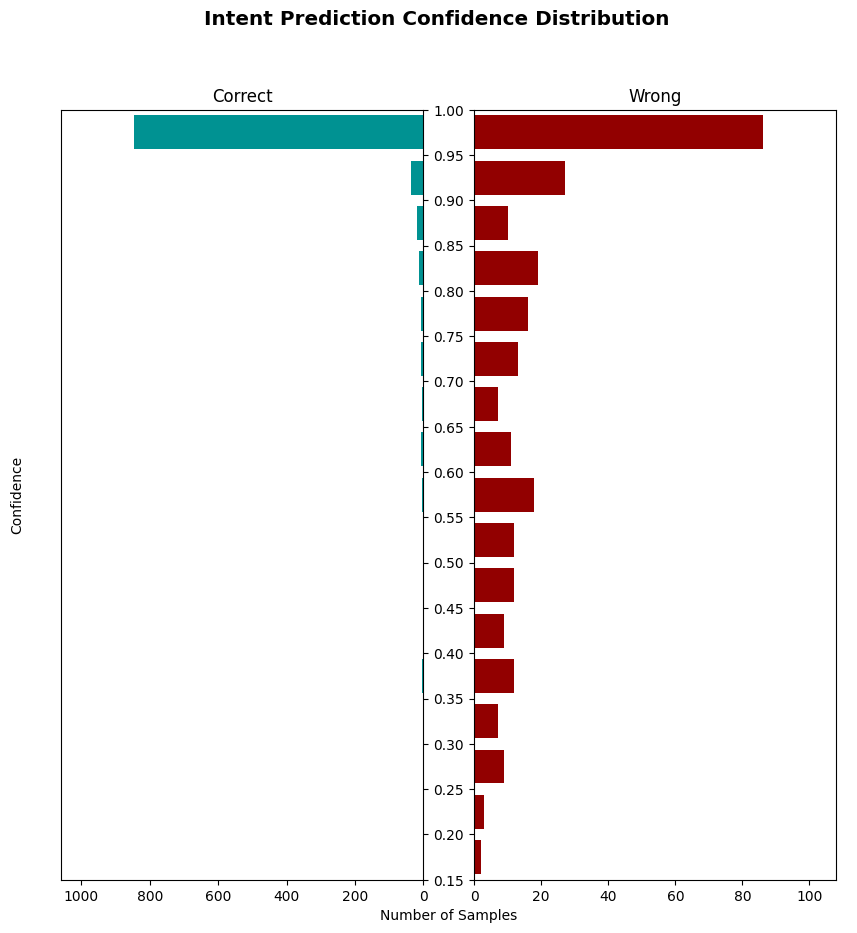 Intent Prediction Confidence Distribution
Correct
Wrong
1.00
0.95
0.90
0.85
0.80
0.75
0.70
0.65
0.60
0.55
0.50
0.45
0.40
0.35
0.30
0.25
0.20
0.15
Confidence
1000 800 600 400 200 0
0 20 40 60 80 100
Number of Samples